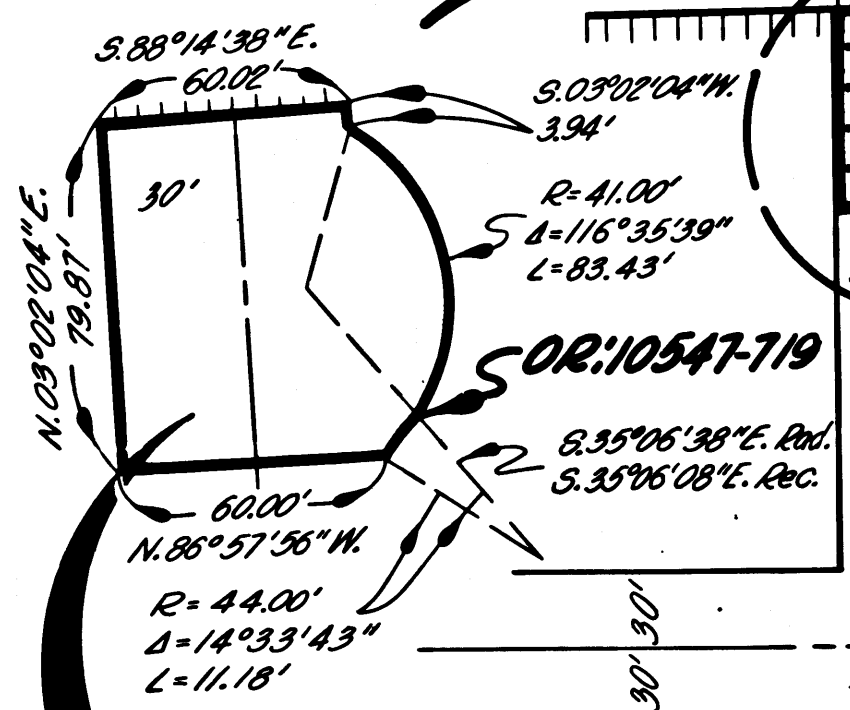 S.88°14'38"E.
60.02'
S.03°02'04"W.
3.94'
30'
R=41.00'
Δ=116°35'39"
L=83.43'
N.03°02'04"E.
79.87'
OR:10547-719
S.35°06'38"E. Rad.
S.35°06'08"E. Rec.
60.00'
N.86°57'56"W.
R=44.00'
Δ=14°33'43"
L=11.18'
30'
30'